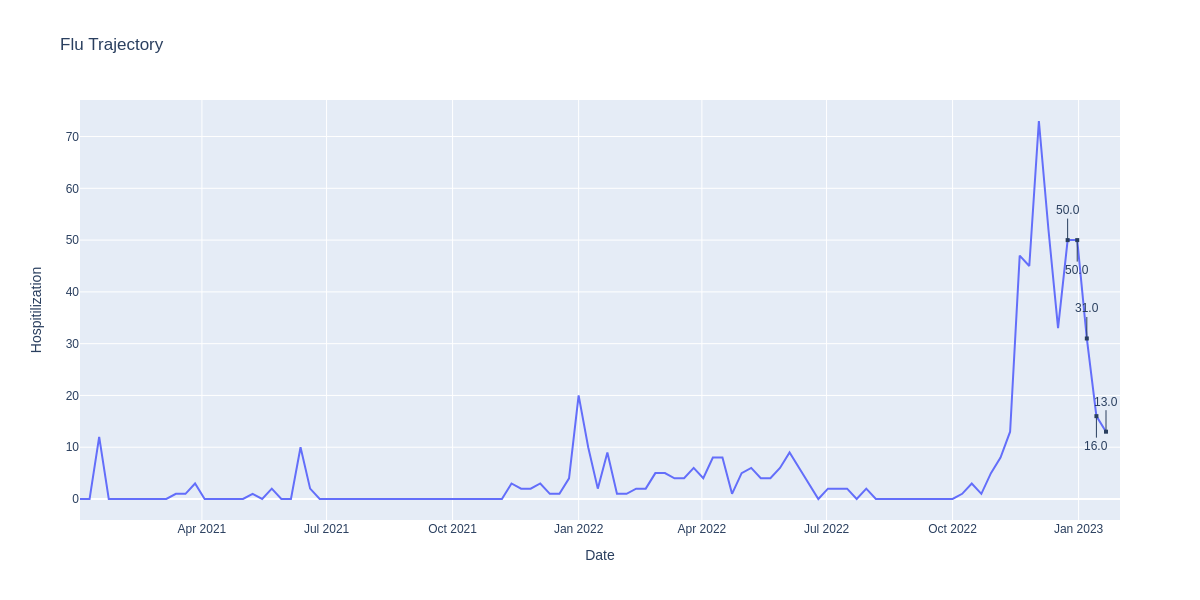 Flu Trajectory
70
60
50
40
30
20
10
0
Hospitilization
50.0
50.0
31.0
13.0
16.0
Apr 2021
Jul 2021
Oct 2021
Jan 2022
Apr 2022
Jul 2022
Oct 2022
Jan 2023
Date